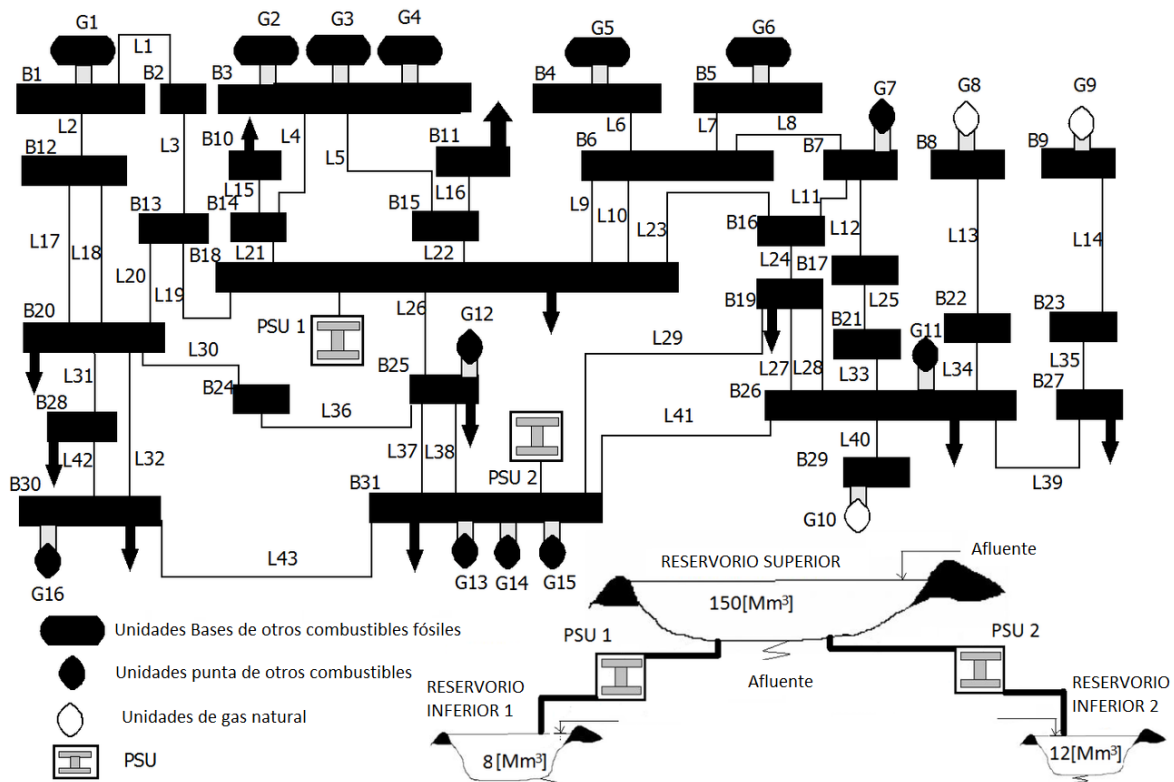 G1
L1
G2
G3
G4
G5
G6
B1
B2
B3
B4
B5
G7
G8
G9
L2
L3
B10
L4
L5
B11
L6
L7
L8
B12
B6
B7
B8
B9
L15
L16
L11
B13
B14
B15
L9
L10
L23
B16
L12
L13
L14
L17
L18
L20
L19
B18
L21
L22
L24
B17
L26
B19
L25
B20
PSU 1
G12
B21
G11
B22
B23
L30
L29
L27
L28
L33
L34
L35
L31
B24
B25
B26
B27
B28
L36
L41
L40
L42
L32
L37
L38
PSU 2
B29
L39
B30
B31
G10
L43
G16
G13
G14
G15
RESERVORIO SUPERIOR
Afluente
150[Mm³]
PSU 1
PSU 2
Afluente
RESERVORIO
INFERIOR 1
RESERVORIO
INFERIOR 2
8[Mm³]
12[Mm³]
Unidades Bases de otros combustibles fósiles
Unidades punta de otros combustibles
Unidades de gas natural
PSU